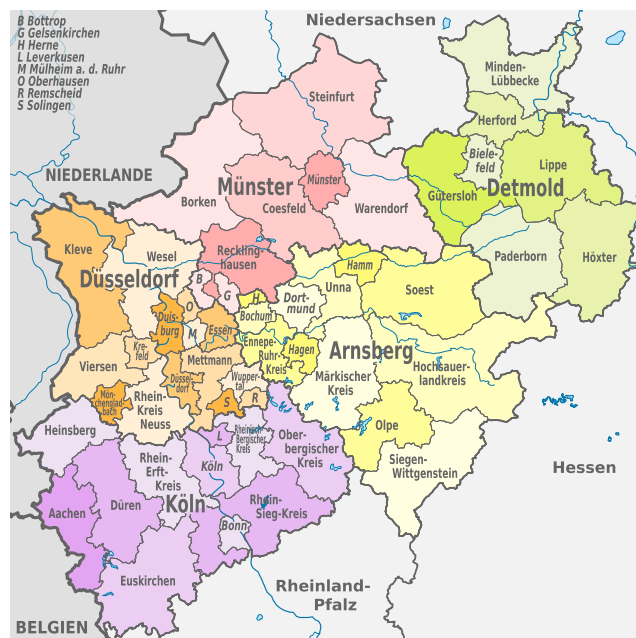 B Bottrop
G Gelsenkirchen
H Herne
L Leverkusen
M Mülheim a. d. Ruhr
O Oberhausen
R Remscheid
S Solingen
Niedersachsen
NIEDERLANDE
Steinfurt
Minden-
Lübbecke
Herford
Biele-
feld
Lippe
Gütersloh
Detmold
Münster
Münster
Borken
Coesfeld
Warendorf
Paderborn
Höxter
Kleve
Wesel
Reckling-
hausen
Düsseldorf
B
G
O
H
Hamm
Unna
Soest
Dort-
mund
Bochum
Duis-
burg
M
Essen
Ennepe-
Ruhr-
Kreis
Hagen
Arnsberg
Kre-
feld
Viersen
Mettmann
Märkischer
Kreis
Hochsauer-
landkreis
Düssel-
dorf
Wupper-
tal
Mön-
chenglad-
bach
Rhein-
Kreis
Neuss
S
R
Heinsberg
L
Rheinisch-
Bergischer
Kreis
Ober-
bergischer
Kreis
Olpe
Siegen-
Wittgenstein
Hessen
Rhein-
Erft-
Kreis
Köln
Köln
Düren
Aachen
Rhein-
Sieg-Kreis
Bonn
Euskirchen
Rheinland-
Pfalz
BELGIEN